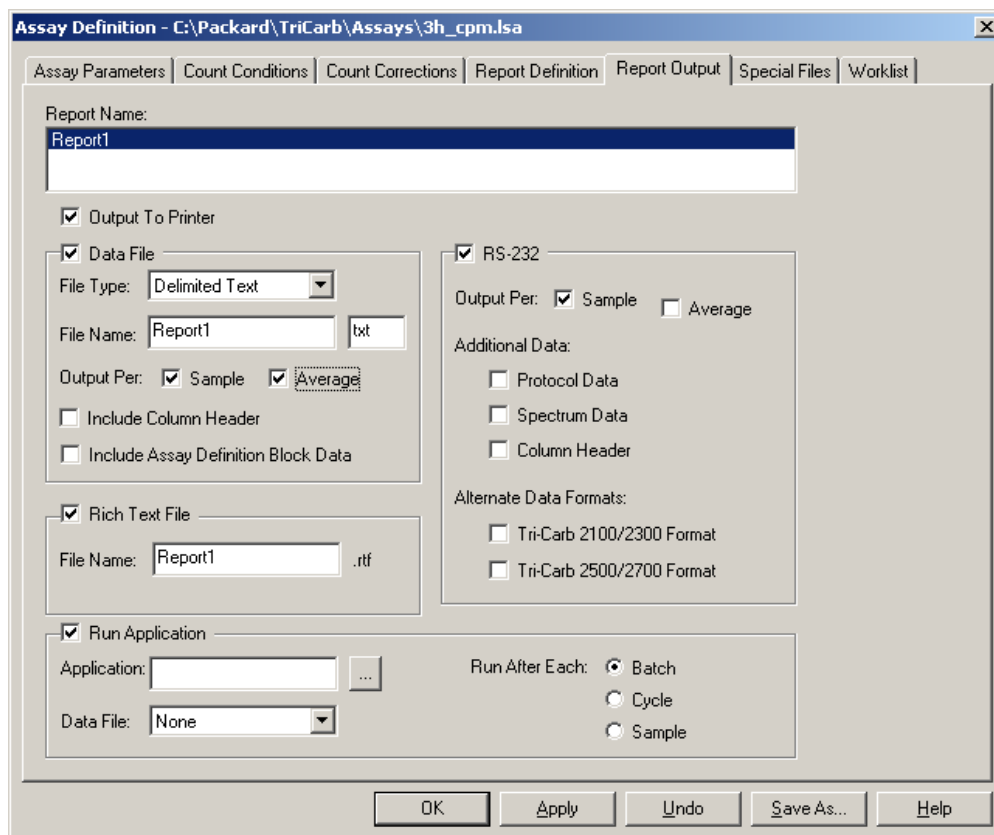 Assay Definition - C:\Packard\TriCarb\Assays\3h_cpm.lsa
Assay Parameters Count Conditions Count Corrections Report Definition Report Output Special Files Worklist
Report Name:
Report1
Output To Printer
Data File
File Type: Delimited Text
File Name: Report1 txt
Output Per: Sample Average
Include Column Header
Include Assay Definition Block Data
RS-232
Output Per: Sample Average
Additional Data:
Protocol Data
Spectrum Data
Column Header
Alternate Data Formats:
Tri-Carb 2100/2300 Format
Tri-Carb 2500/2700 Format
Rich Text File
File Name: Report1 .rtf
Run Application
Application: ...
Data File: None
Run After Each: Batch
Cycle
Sample
OK Apply Undo Save As... Help